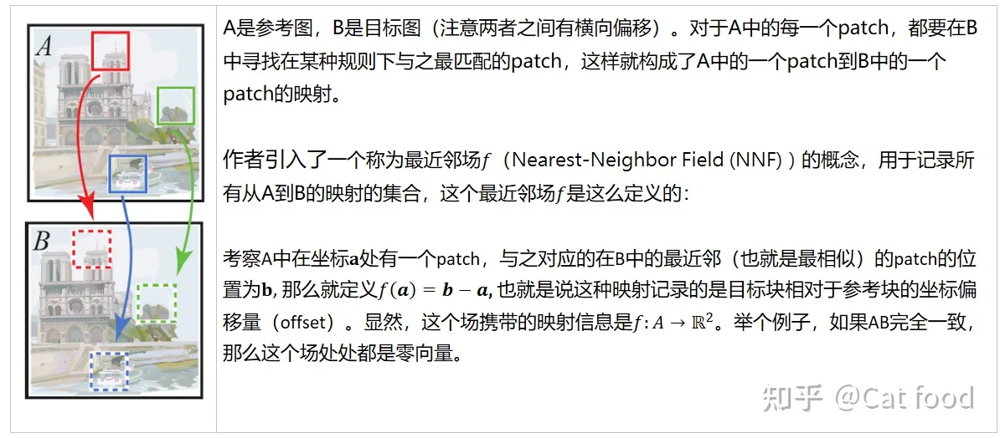 A
B
A是参考图，B是目标图（注意两者之间有横向偏移）。对于A中的每一个patch，都要在B
中寻找在某种规则下与之最匹配的patch，这样就构成了A中的一个patch到B中的一个
patch的映射。
作者引入了一个称为最近邻场𝑓（Nearest-Neighbor Field (NNF) ）的概念，用于记录所
有从A到B的映射的集合，这个最近邻场𝑓是这么定义的：
考察A中在坐标𝐚处有一个patch，与之对应的在B中的最近邻（也就是最相似）的patch的位
置为𝐛, 那么就定义𝑓(𝒂) = 𝒃 − 𝒂, 也就是说这种映射记录的是目标块相对于参考块的坐标偏
移量（offset）。显然，这个场携带的映射信息是𝑓: 𝐴 → ℝ²。举个例子，如果AB完全一致，
那么这个场处处都是零向量。
知乎 @Cat food